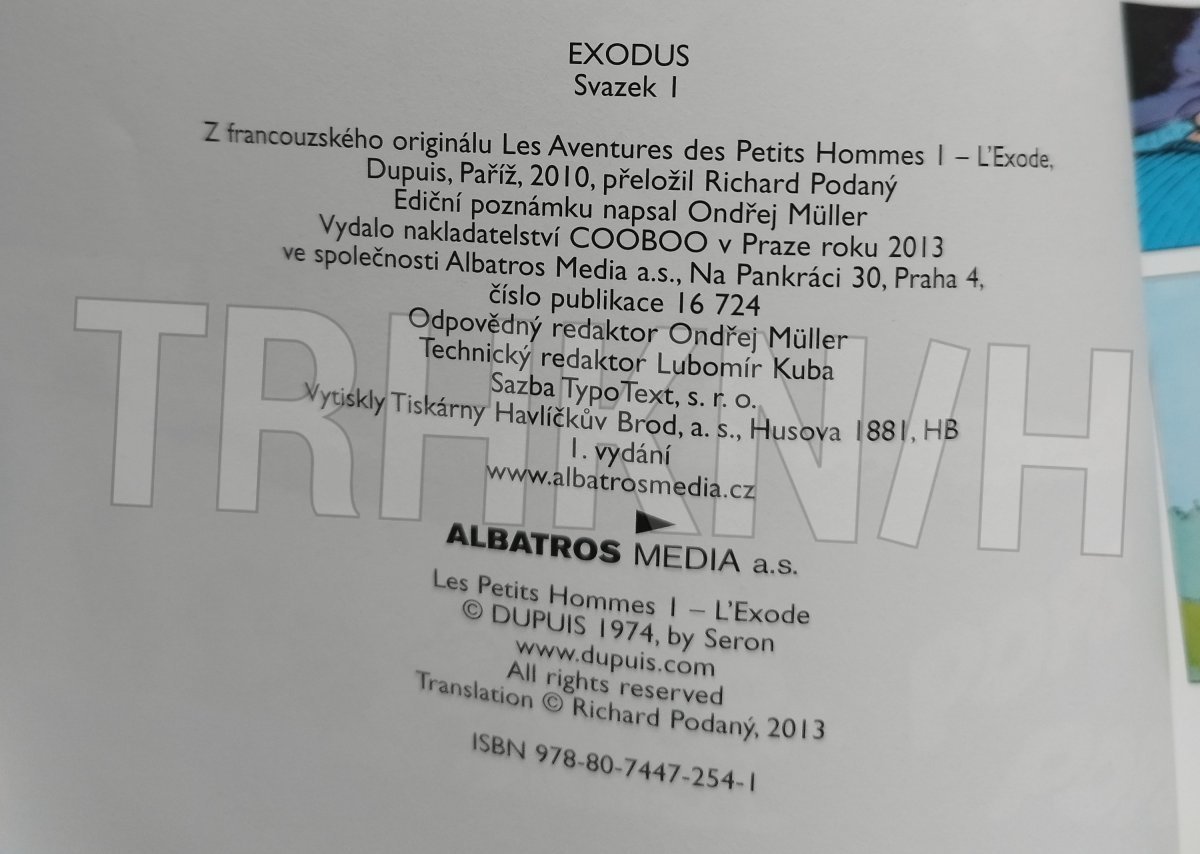 EXODUS
Svazek 1
Z francouzského originálu Les Aventures des Petits Hommes 1 – L'Exode,
Dupuis, Paříž, 2010, přeložil Richard Podaný
Ediční poznámku napsal Ondřej Müller
Vydalo nakladatelství COOBOO v Praze roku 2013
ve společnosti Albatros Media a.s., Na Pankráci 30, Praha 4,
číslo publikace 16 724
Odpovědný redaktor Ondřej Müller
Technický redaktor Lubomír Kuba
Sazba TypoText, s. r. o.
Vytiskly Tiskárny Havlíčkův Brod, a. s., Husova 1881, HB
1. vydání
www.albatrosmedia.cz
TRHKN/H
ALBATROS MEDIA a.s.
Les Petits Hommes 1 – L'Exode
© DUPUIS 1974, by Seron
www.dupuis.com
All rights reserved
Translation © Richard Podaný, 2013
ISBN 978-80-7447-254-1